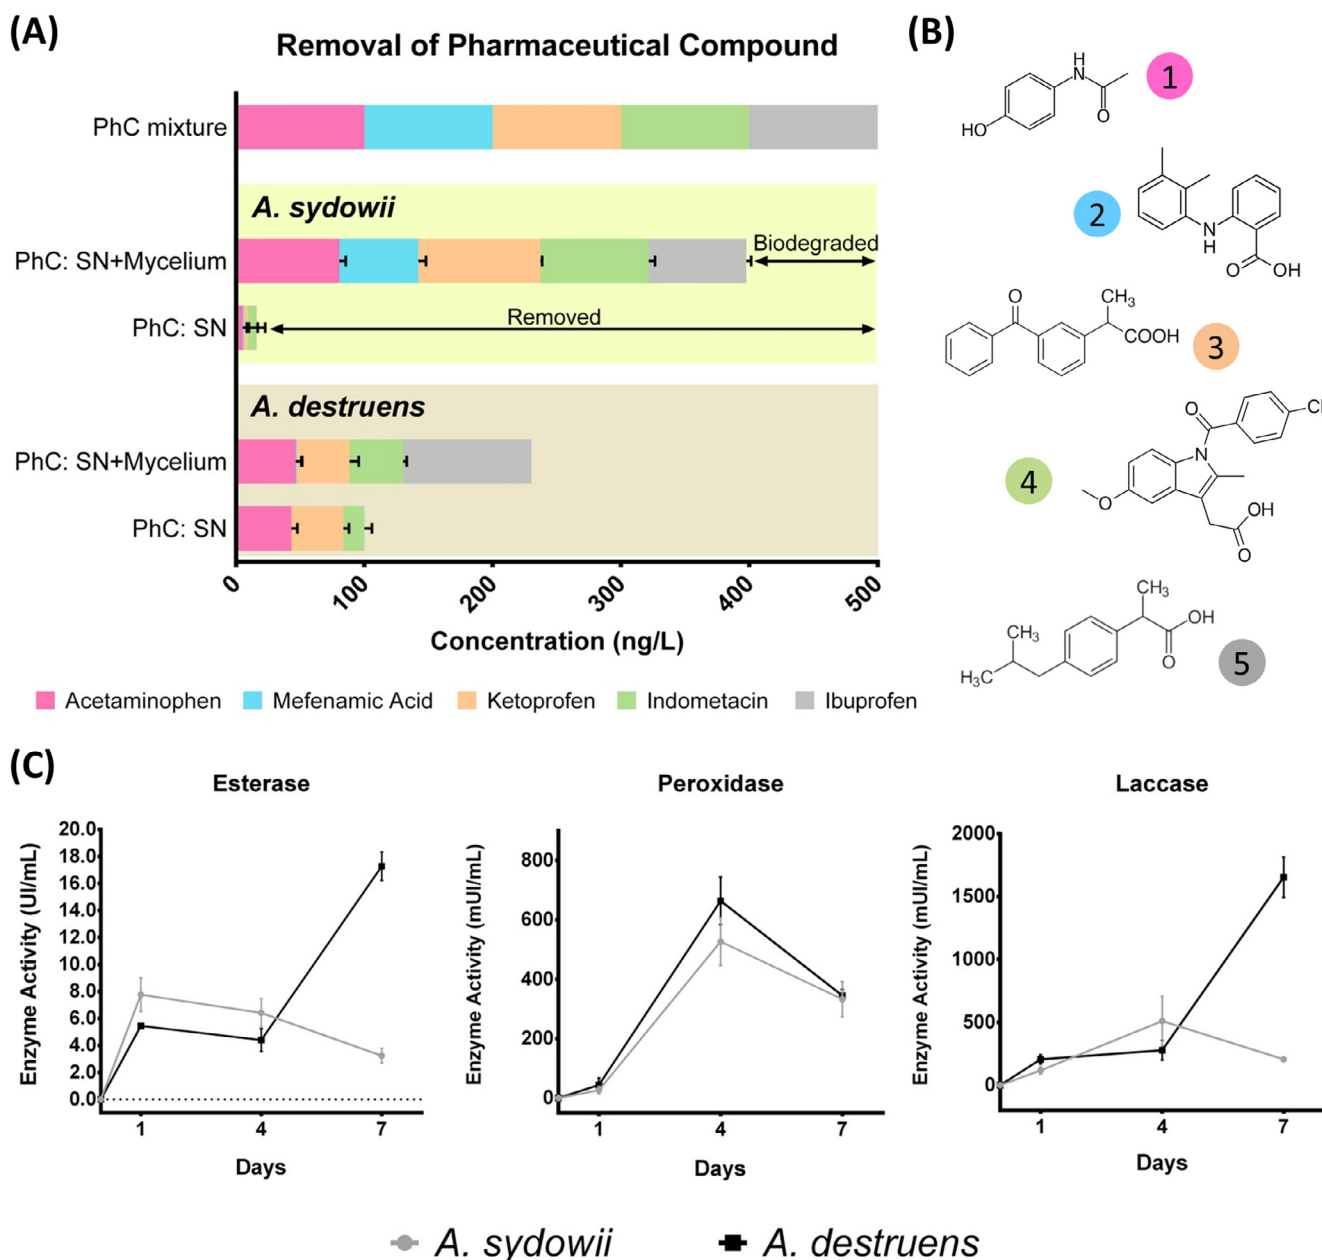 (A)
Removal of Pharmaceutical Compound
PhC mixture
A. sydowii
PhC: SN+Mycelium
Biodegraded
PhC: SN
Removed
A. destruens
PhC: SN+Mycelium
PhC: SN
0 100 200 300 400 500
Concentration (ng/L)
Acetaminophen Mefenamic Acid Ketoprofen Indometacin Ibuprofen
(B)
H
N
O
HO
1
2
N
H
O OH
O CH3
COOH
3
O
Cl
N
4
O
OH
O
CH3
OH
CH3
O
H3C
5
(C)
Esterase
Enzyme Activity (UI/mL)
20.0
18.0
16.0
14.0
12.0
10.0
8.0
6.0
4.0
2.0
0.0
1 4 7
Days
Peroxidase
Enzyme Activity (mUI/mL)
800
600
400
200
0
1 4 7
Days
Laccase
Enzyme Activity (mUI/mL)
2000
1500
1000
500
0
1 4 7
Days
A. sydowii A. destruens